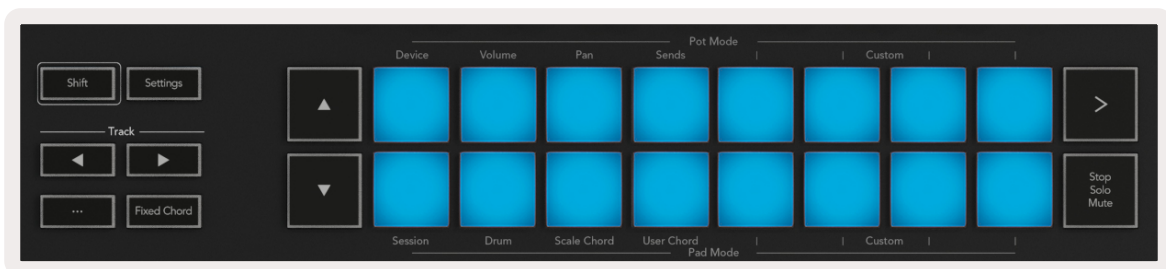 Pot Mode
Device Volume Pan Sends Custom
Shift Settings
▲ >
Track
◀ ▶
▼ Stop
Solo
Mute
... Fixed Chord
Session Drum Scale Chord User Chord Custom
Pad Mode